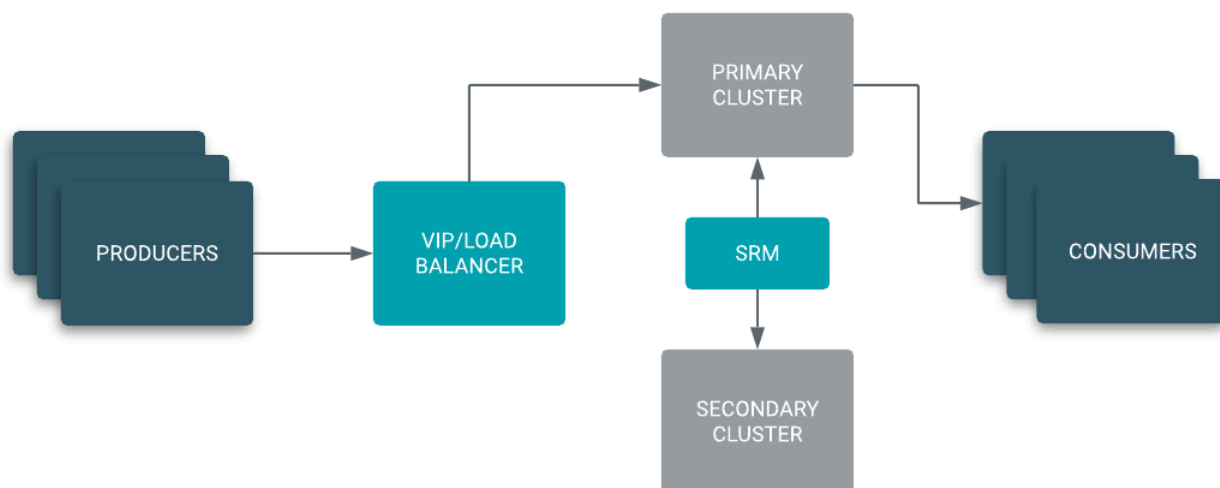 PRODUCERS
VIP/LOAD
BALANCER
PRIMARY
CLUSTER
SRM
SECONDARY
CLUSTER
CONSUMERS